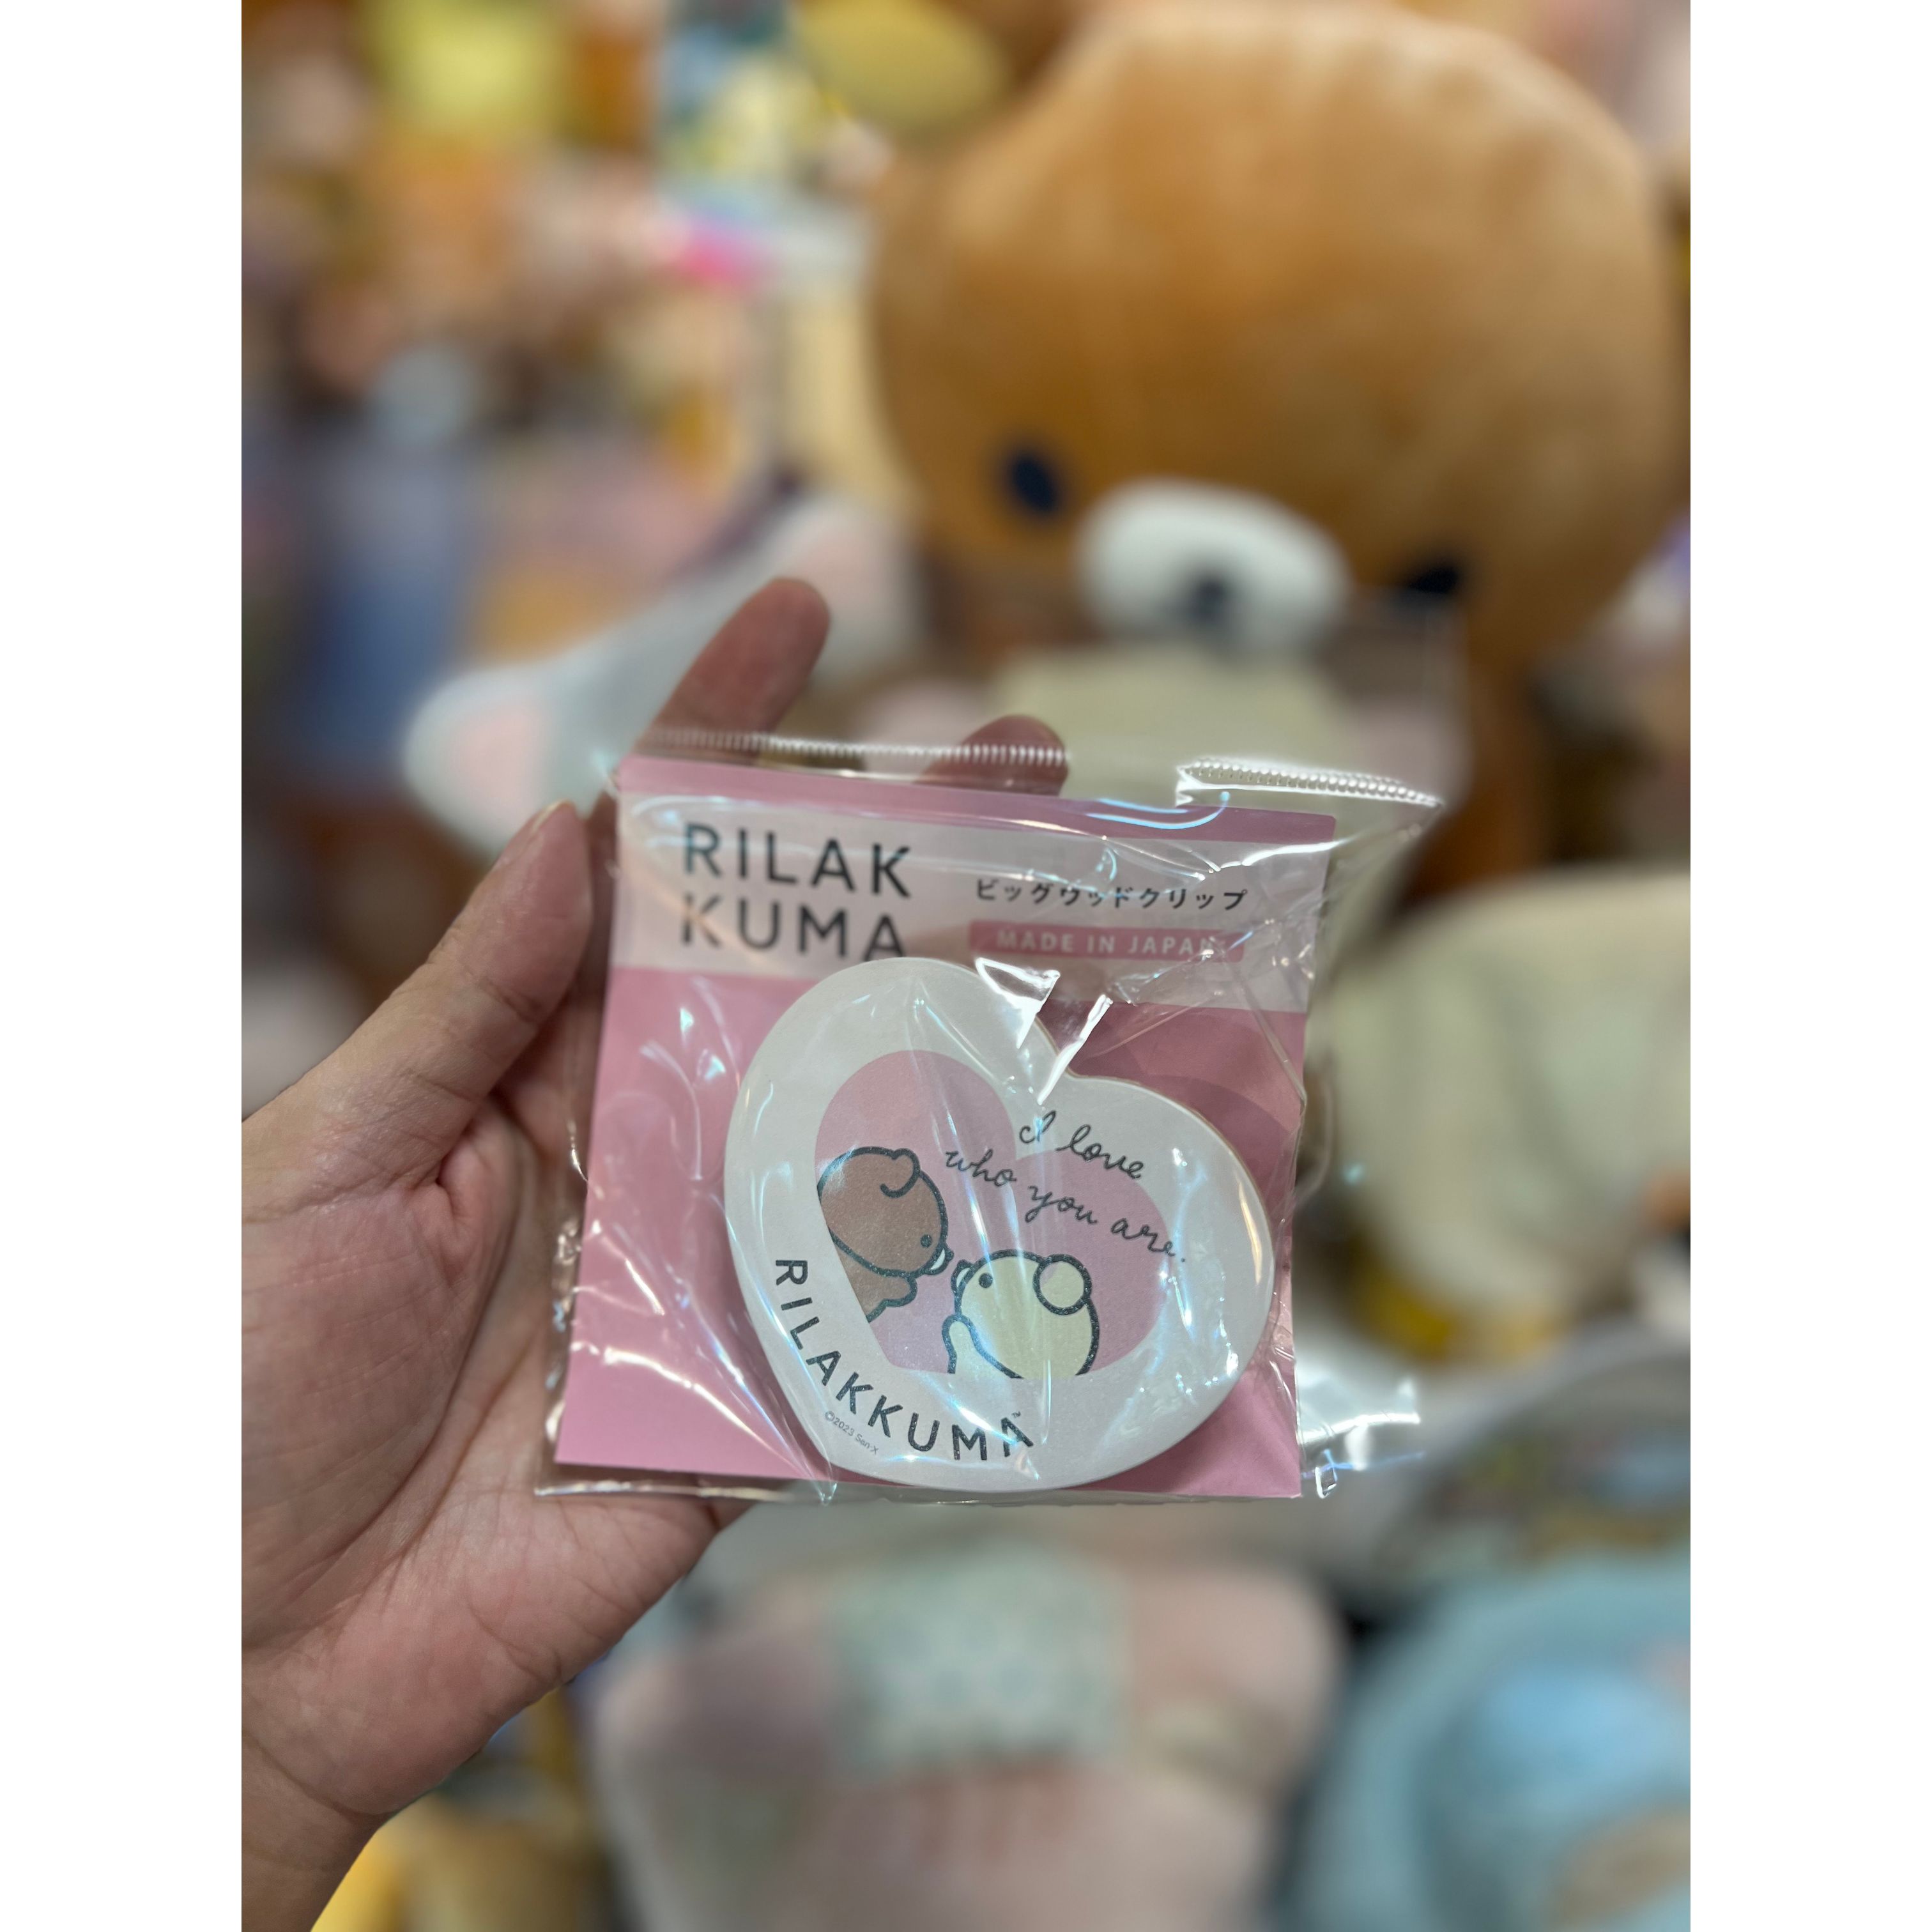 RILAK
KUMA
ビッグウッドクリップ
MADE IN JAPAN
I love
who you are.
RILAKKUMA
©2023 San-X